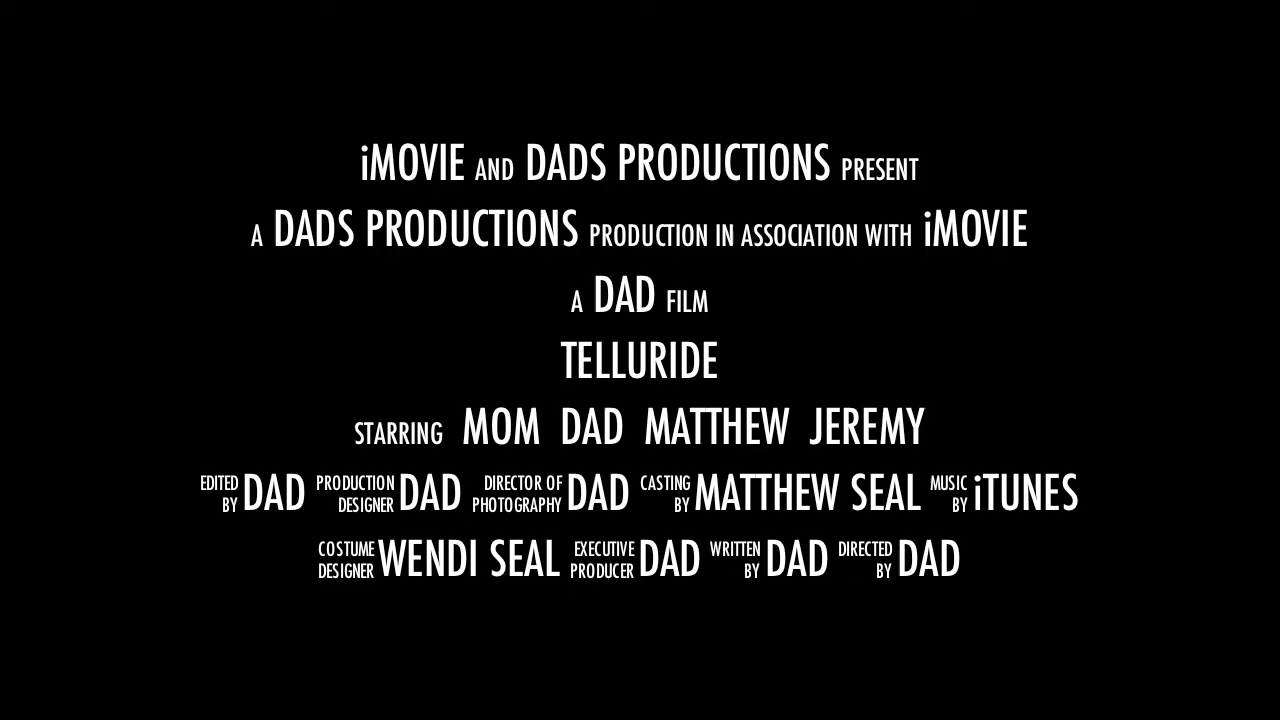 iMOVIE AND DADS PRODUCTIONS PRESENT
A DADS PRODUCTIONS PRODUCTION IN ASSOCIATION WITH iMOVIE
A DAD FILM
TELLURIDE
STARRING MOM DAD MATTHEW JEREMY
EDITED BY DAD PRODUCTION DESIGNER DAD DIRECTOR OF PHOTOGRAPHY DAD CASTING BY MATTHEW SEAL MUSIC BY iTUNES
COSTUME DESIGNER WENDI SEAL EXECUTIVE PRODUCER DAD WRITTEN BY DAD DIRECTED BY DAD